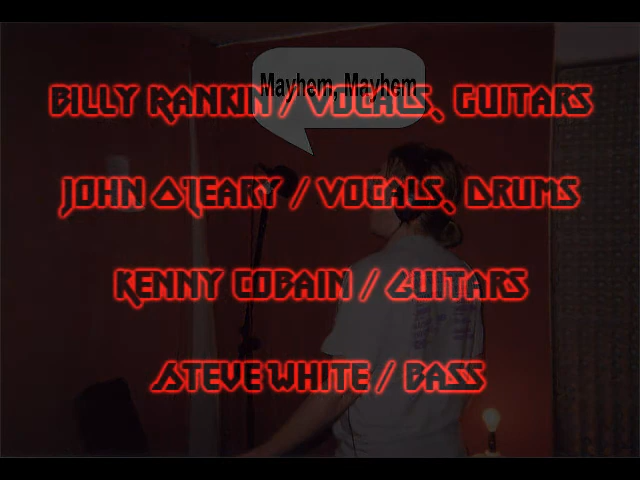 Mayhem, Mayhem
Billy Rankin / Vocals, Guitars
John O'Leary / Vocals, Drums
Kenny Cobain / Guitars
Steve White / Bass